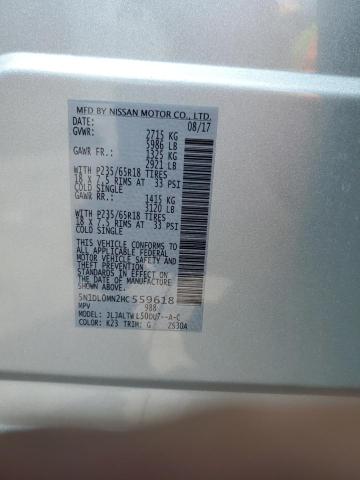 MFD BY NISSAN MOTOR CO., LTD.
DATE: 08/17
GVWR: 2715 KG
5986 LB
GAWR FR.: 1325 KG
2921 LB
WITH P235/65R18 TIRES
18 X 7.5 RIMS AT 33 PSI
COLD SINGLE
GAWR RR.: 1415 KG
3120 LB
WITH P235/65R18 TIRES
18 X 7.5 RIMS AT 33 PSI
COLD SINGLE
THIS VEHICLE CONFORMS TO
ALL APPLICABLE FEDERAL
MOTOR VEHICLE SAFETY
STANDARDS IN EFFECT ON
THE DATE OF MANUFACTURE
SHOWN ABOVE.
5N1DL0MN2HC559618
MPV 988
MODEL: JLJALTWL50DU7--A-C
COLOR: K23 TRIM: G ZS30A